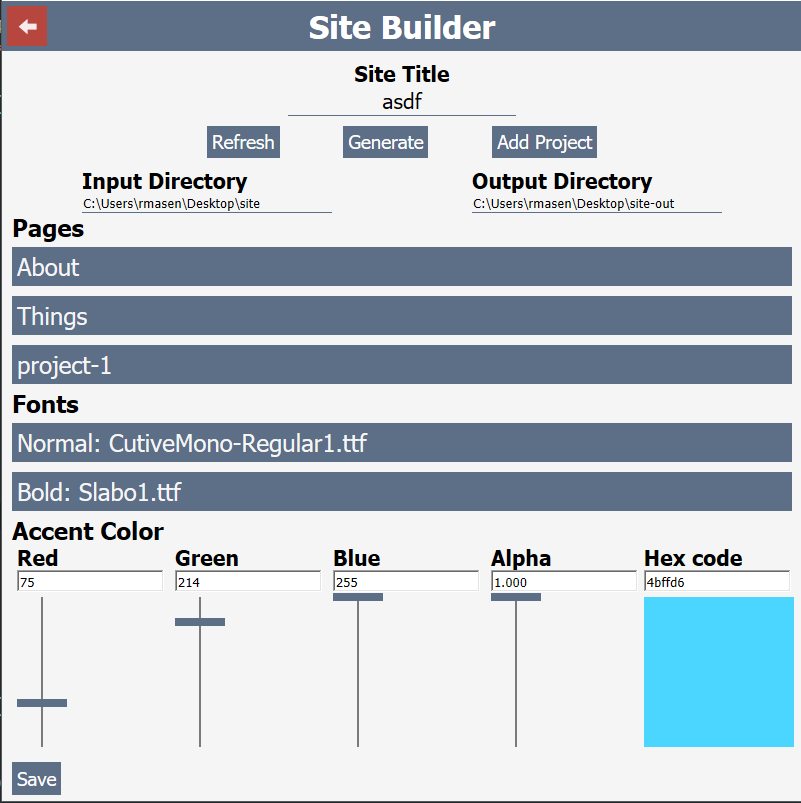 Site Builder
Site Title
asdf
Refresh Generate Add Project
Input Directory Output Directory
C:\Users\rmasen\Desktop\site C:\Users\rmasen\Desktop\site-out
Pages
About
Things
project-1
Fonts
Normal: CutiveMono-Regular1.ttf
Bold: Slabo1.ttf
Accent Color
Red Green Blue Alpha Hex code
75 214 255 1.000 4bffd6
Save